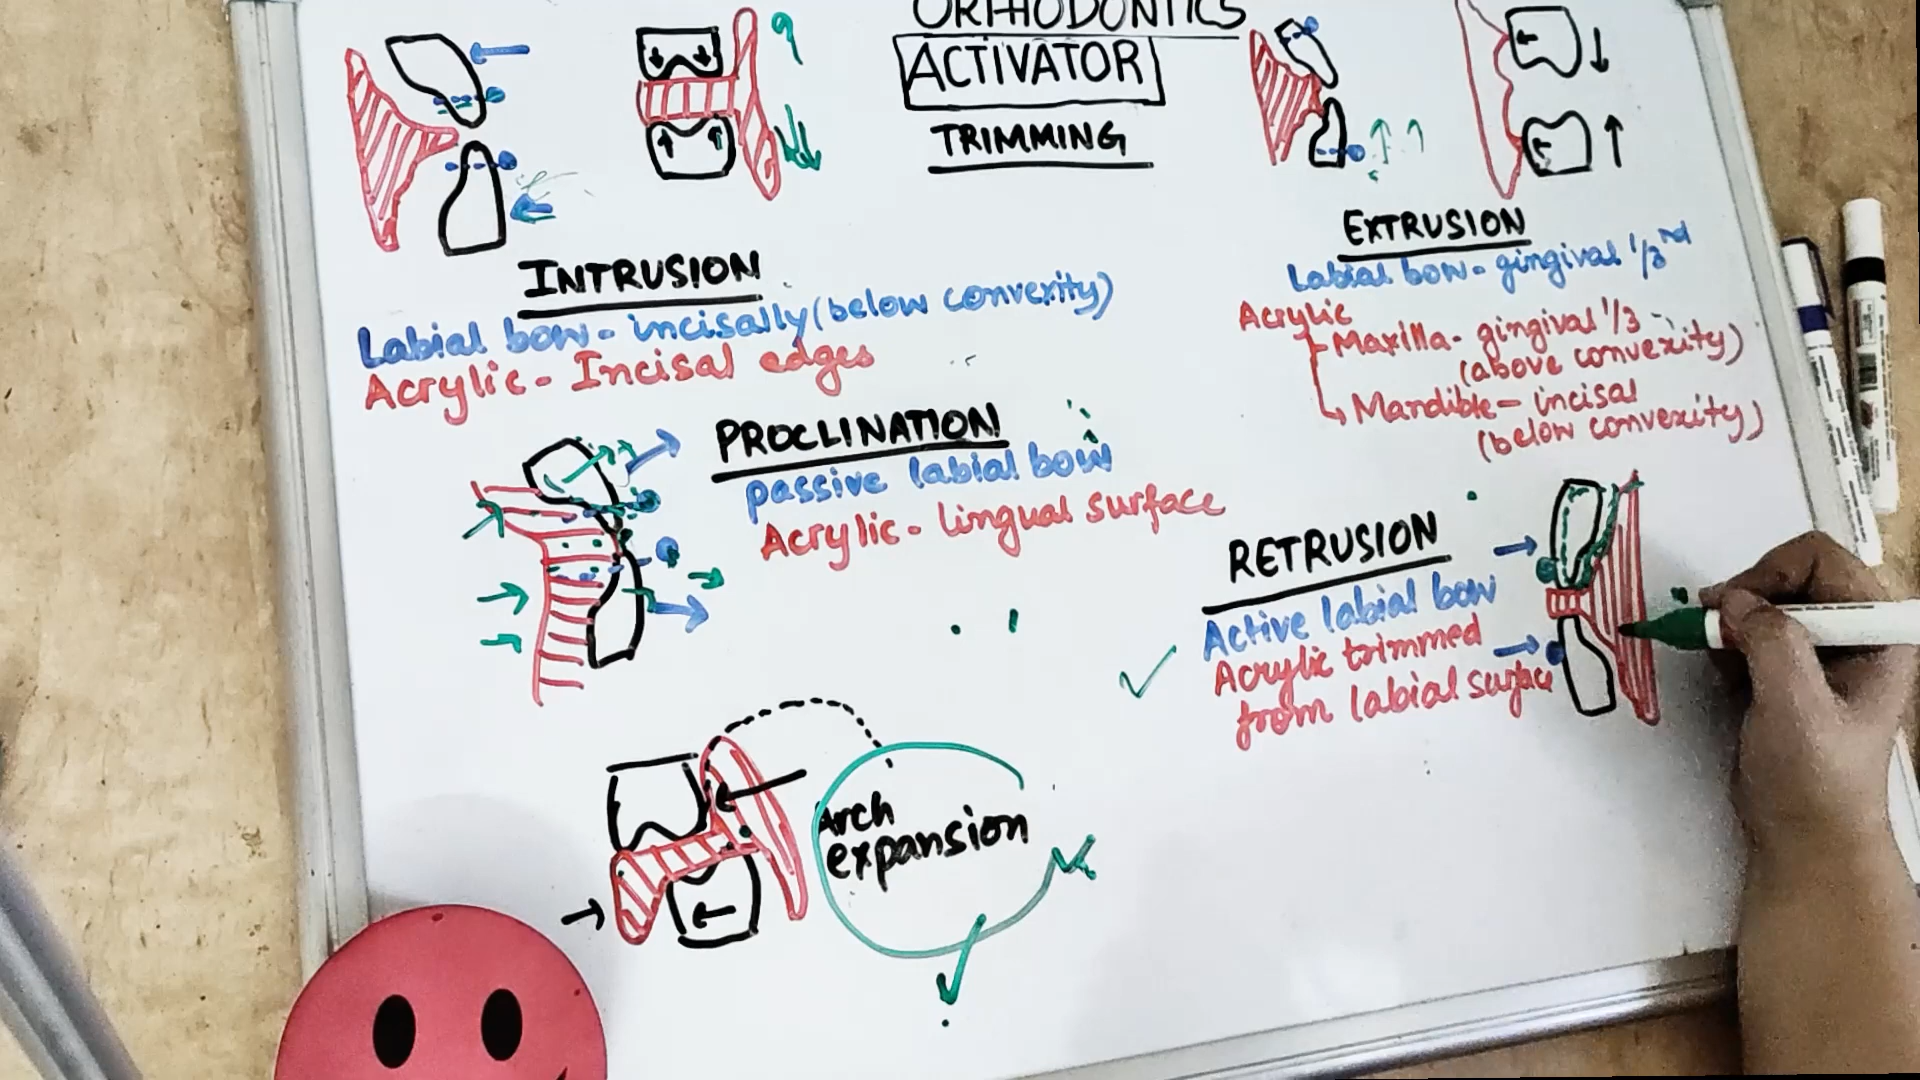 ORTHODONTICS
ACTIVATOR
TRIMMING
INTRUSION
Labial bow - incisally (below convexity)
Acrylic - Incisal edges
EXTRUSION
Labial bow - gingival 1/3rd
Acrylic
Maxilla - gingival 1/3
(above convexity)
Mandible - incisal
(below convexity)
PROCLINATION
passive labial bow
Acrylic - lingual surface
RETRUSION
Active labial bow
Acrylic trimmed
from labial surface
Arch
expansion